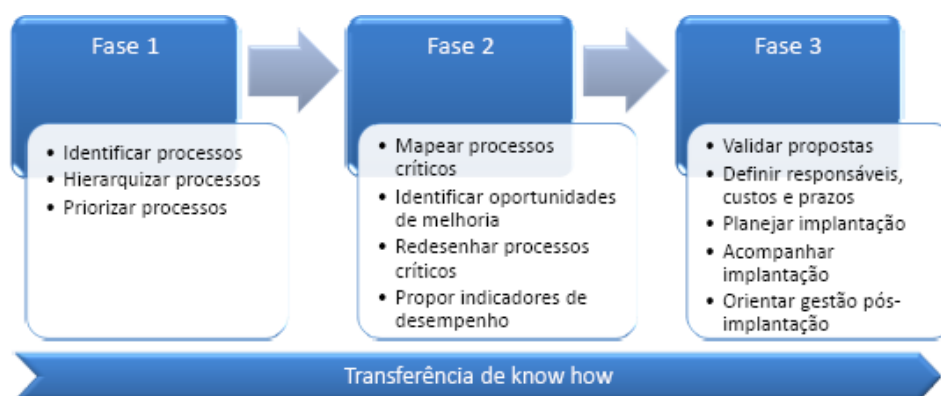 Fase 1
• Identificar processos
• Hierarquizar processos
• Priorizar processos
Fase 2
• Mapear processos
críticos
• Identificar oportunidades
de melhoria
• Redesenhar processos
críticos
• Propor indicadores de
desempenho
Fase 3
• Validar propostas
• Definir responsáveis,
custos e prazos
• Planejar implantação
• Acompanhar
implantação
• Orientar gestão pós-
implantação
Transferência de know how